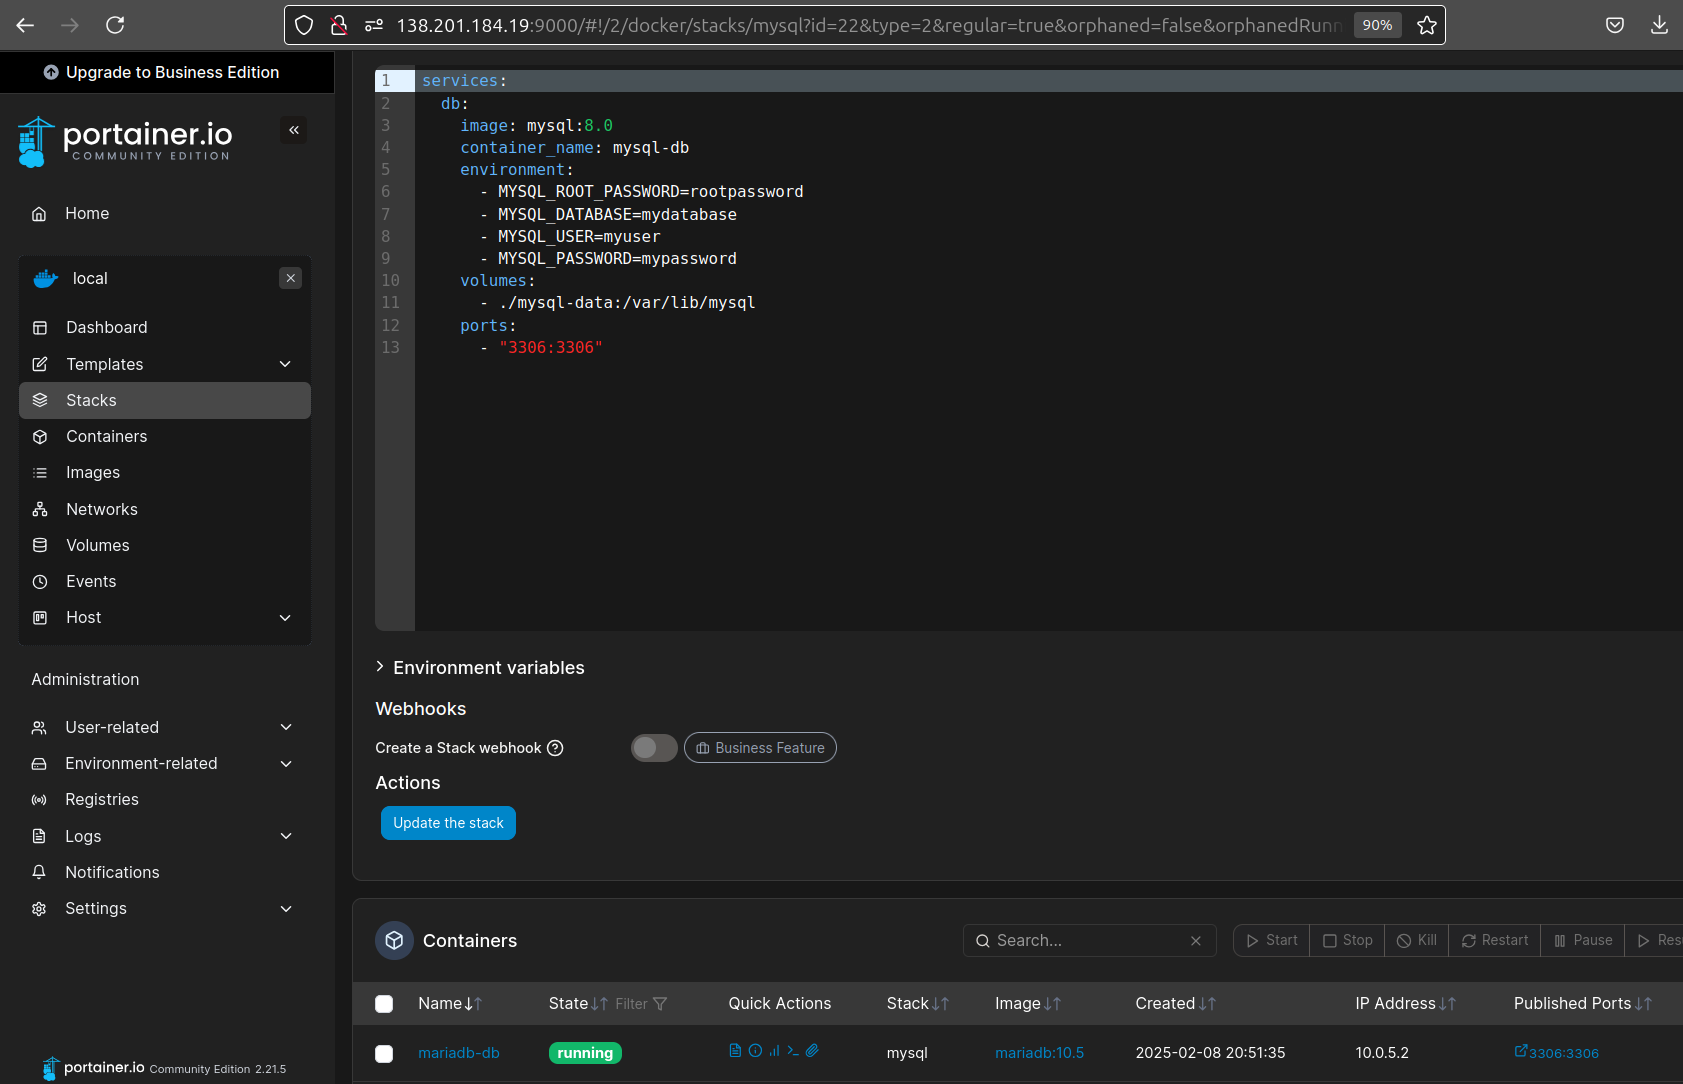 138.201.184.19:9000/#!/2/docker/stacks/mysql?id=22&type=2&regular=true&orphaned=false&orphanedRunn
90%
Upgrade to Business Edition
portainer.io
COMMUNITY EDITION
Home
local
Dashboard
Templates
Stacks
Containers
Images
Networks
Volumes
Events
Host
Administration
User-related
Environment-related
Registries
Logs
Notifications
Settings
portainer.io Community Edition 2.21.5
1 services:
2   db:
3     image: mysql:8.0
4     container_name: mysql-db
5     environment:
6       - MYSQL_ROOT_PASSWORD=rootpassword
7       - MYSQL_DATABASE=mydatabase
8       - MYSQL_USER=myuser
9       - MYSQL_PASSWORD=mypassword
10     volumes:
11       - ./mysql-data:/var/lib/mysql
12     ports:
13       - "3306:3306"
Environment variables
Webhooks
Create a Stack webhook Business Feature
Actions
Update the stack
Containers Search... Start Stop Kill Restart Pause Res
Name State Filter Quick Actions Stack Image Created IP Address Published Ports
mariadb-db running mysql mariadb:10.5 2025-02-08 20:51:35 10.0.5.2 3306:3306